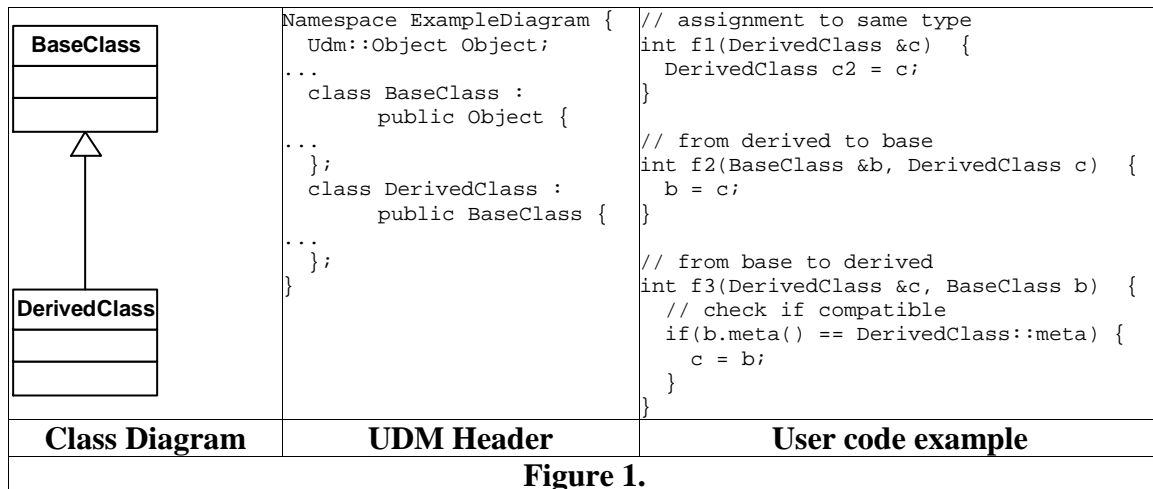 BaseClass
DerivedClass
Namespace ExampleDiagram {
Udm::Object Object;
...
class BaseClass :
public Object {
...
};
class DerivedClass :
public BaseClass {
...
};
}
// assignment to same type
int f1(DerivedClass &c)  {
DerivedClass c2 = c;
}
// from derived to base
int f2(BaseClass &b, DerivedClass c)  {
b = c;
}
// from base to derived
int f3(DerivedClass &c, BaseClass b)  {
// check if compatible
if(b.meta() == DerivedClass::meta) {
c = b;
}
}
Class Diagram
UDM Header
User code example
Figure 1.